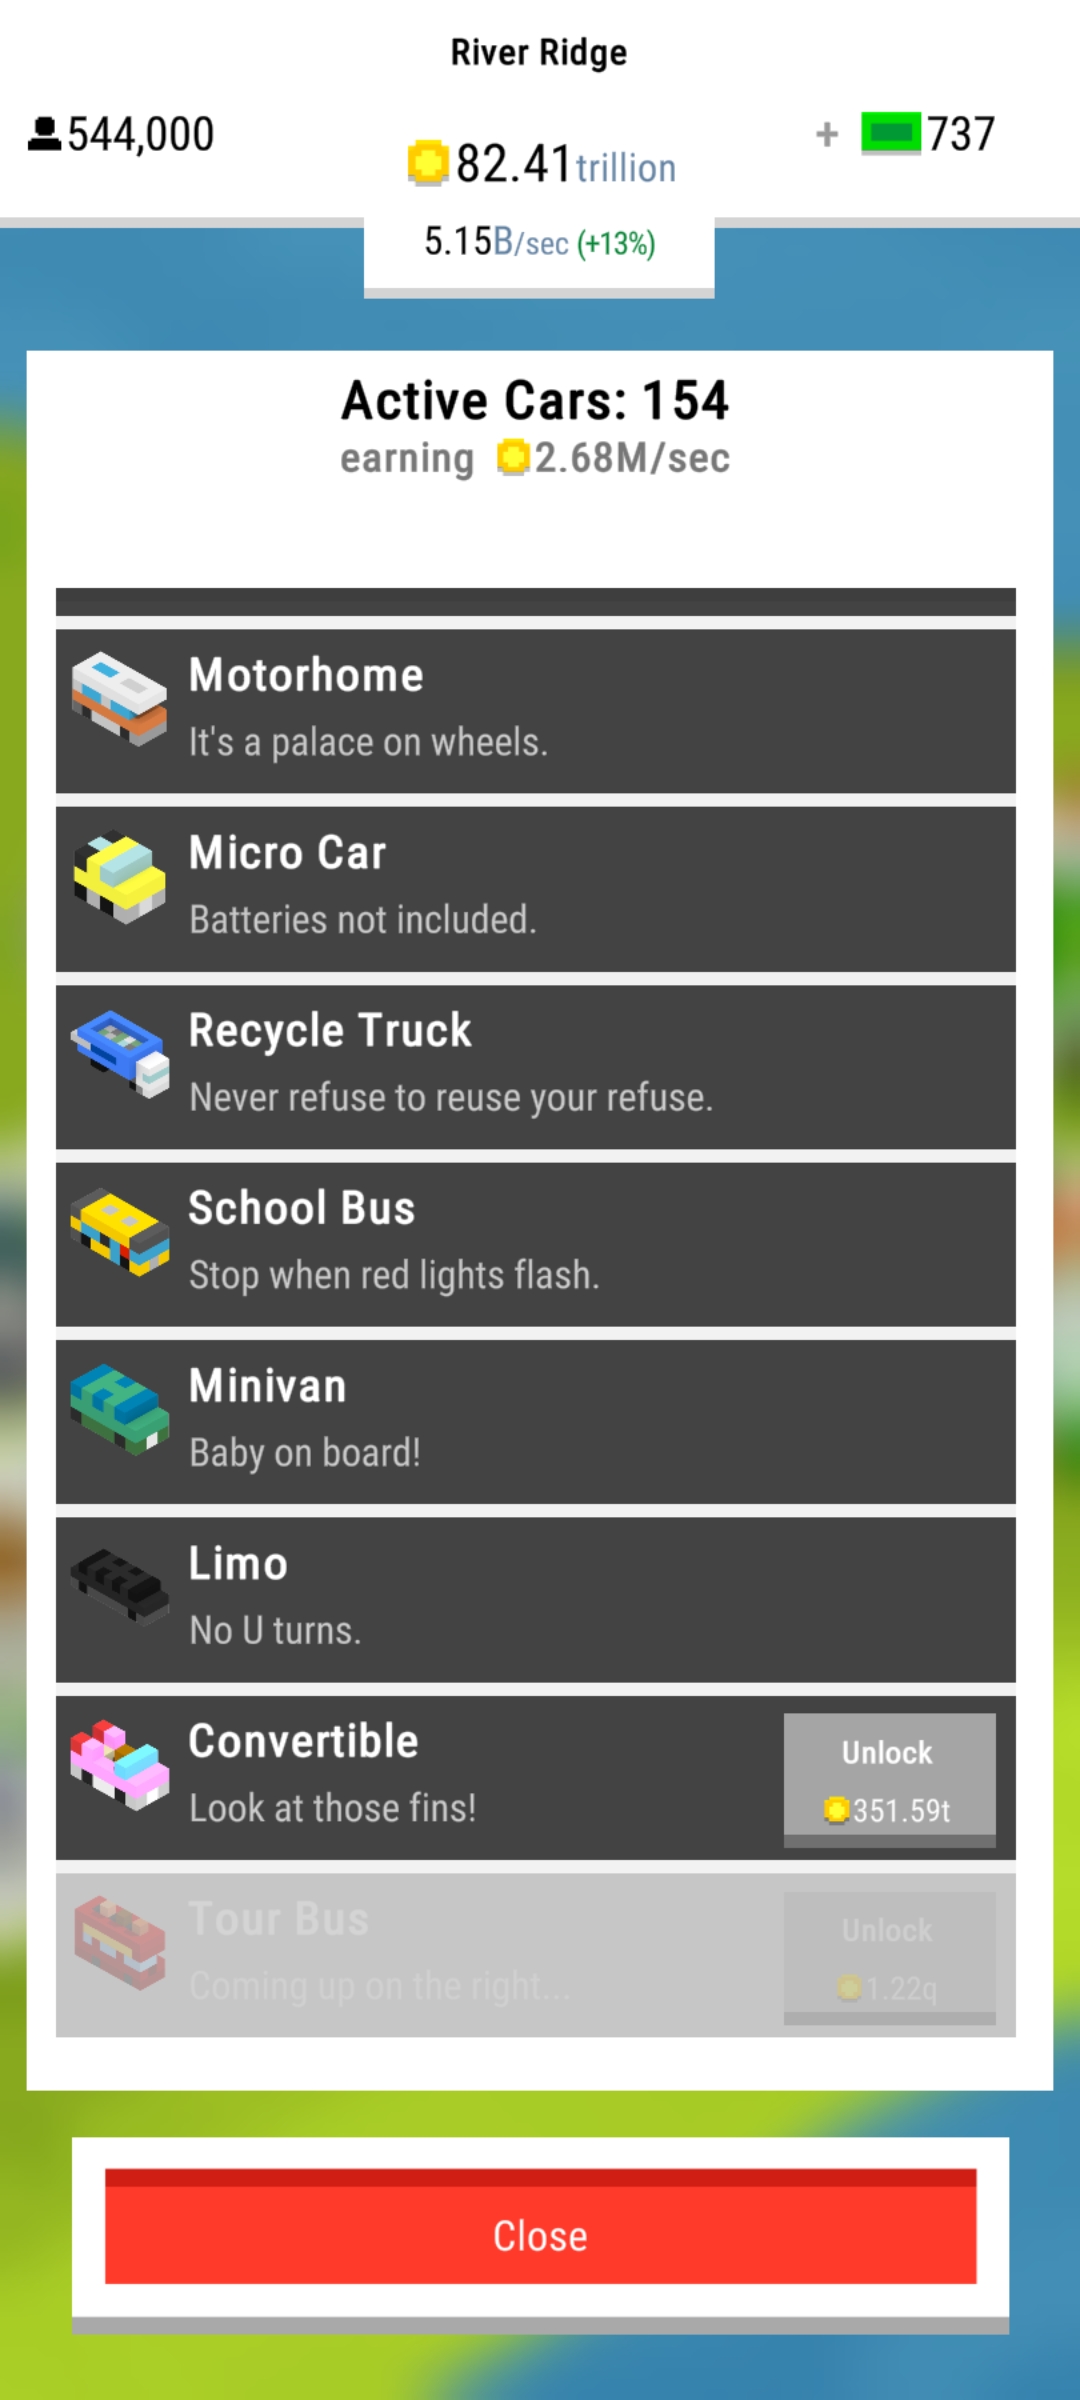 River Ridge
544,000
82.41trillion
+ 737
5.15B/sec (+13%)
Active Cars: 154
earning 2.68M/sec
Motorhome
It's a palace on wheels.
Micro Car
Batteries not included.
Recycle Truck
Never refuse to reuse your refuse.
School Bus
Stop when red lights flash.
Minivan
Baby on board!
Limo
No U turns.
Convertible
Look at those fins!
Unlock
351.59t
Tour Bus
Coming up on the right...
Unlock
1.22q
Close